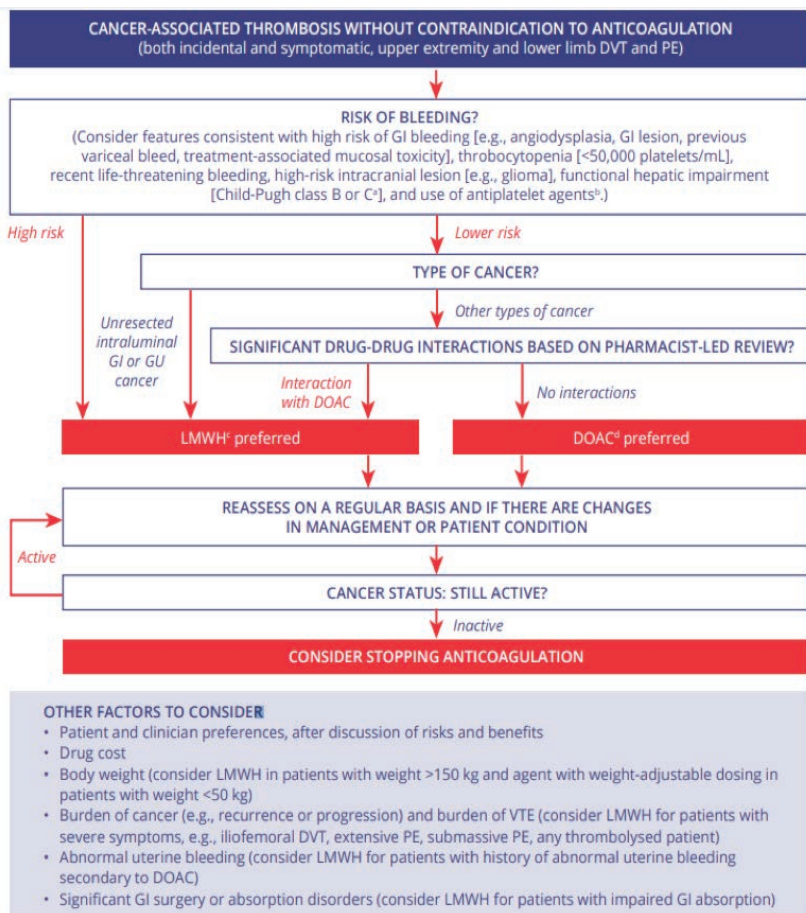 CANCER-ASSOCIATED THROMBOSIS WITHOUT CONTRAINDICATION TO ANTICOAGULATION
(both incidental and symptomatic, upper extremity and lower limb DVT and PE)
RISK OF BLEEDING?
(Consider features consistent with high risk of GI bleeding [e.g., angiodysplasia, GI lesion, previous
variceal bleed, treatment-associated mucosal toxicity], throbocytopenia [<50,000 platelets/mL],
recent life-threatening bleeding, high-risk intracranial lesion [e.g., glioma], functional hepatic impairment
[Child-Pugh class B or Cᵃ], and use of antiplatelet agentsᵇ.)
High risk
Lower risk
TYPE OF CANCER?
Unresected
intraluminal
GI or GU
cancer
Other types of cancer
SIGNIFICANT DRUG-DRUG INTERACTIONS BASED ON PHARMACIST-LED REVIEW?
Interaction
with DOAC
No interactions
LMWHᶜ preferred
DOACᵈ preferred
REASSESS ON A REGULAR BASIS AND IF THERE ARE CHANGES
IN MANAGEMENT OR PATIENT CONDITION
Active
CANCER STATUS: STILL ACTIVE?
Inactive
CONSIDER STOPPING ANTICOAGULATION
OTHER FACTORS TO CONSIDER
• Patient and clinician preferences, after discussion of risks and benefits
• Drug cost
• Body weight (consider LMWH in patients with weight >150 kg and agent with weight-adjustable dosing in
patients with weight <50 kg)
• Burden of cancer (e.g., recurrence or progression) and burden of VTE (consider LMWH for patients with
severe symptoms, e.g., iliofemoral DVT, extensive PE, submassive PE, any thrombolysed patient)
• Abnormal uterine bleeding (consider LMWH for patients with history of abnormal uterine bleeding
secondary to DOAC)
• Significant GI surgery or absorption disorders (consider LMWH for patients with impaired GI absorption)